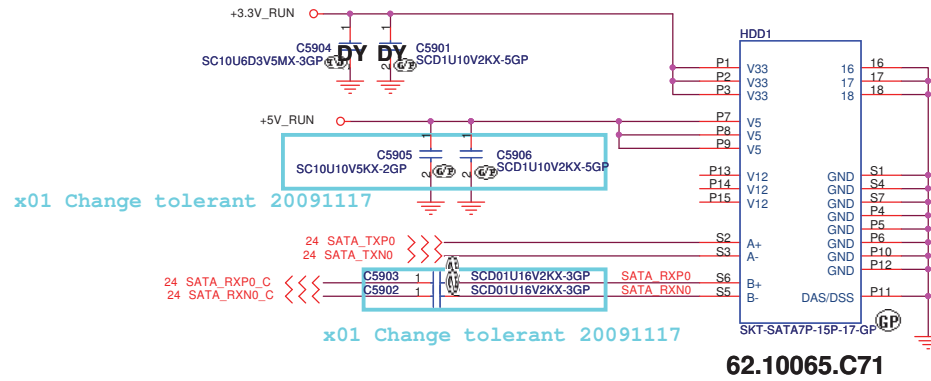 +3.3V_RUN
HDD1
C5904
SC10U6D3V5MX-3GP
DY
DY
C5901
SCD1U10V2KX-5GP
1
2
1
2
P1
P2
P3
V33
V33
V33
16
17
18
16
17
18
+5V_RUN
P7
P8
P9
V5
V5
V5
C5905
SC10U10V5KX-2GP
C5906
SCD1U10V2KX-5GP
1
2
1
2
x01 Change tolerant 20091117
P13
P14
P15
V12
V12
V12
GND S1
GND S4
GND S7
GND P4
GND P5
GND P6
GND P10
GND P12
24 SATA_TXP0
24 SATA_TXN0
S2 A+
S3 A-
24 SATA_RXP0_C
24 SATA_RXN0_C
C5903 1 SCD01U16V2KX-3GP SATA_RXP0 S6 B+
C5902 1 SCD01U16V2KX-3GP SATA_RXN0 S5 B-
DAS/DSS P11
x01 Change tolerant 20091117
SKT-SATA7P-15P-17-GP
GP
62.10065.C71